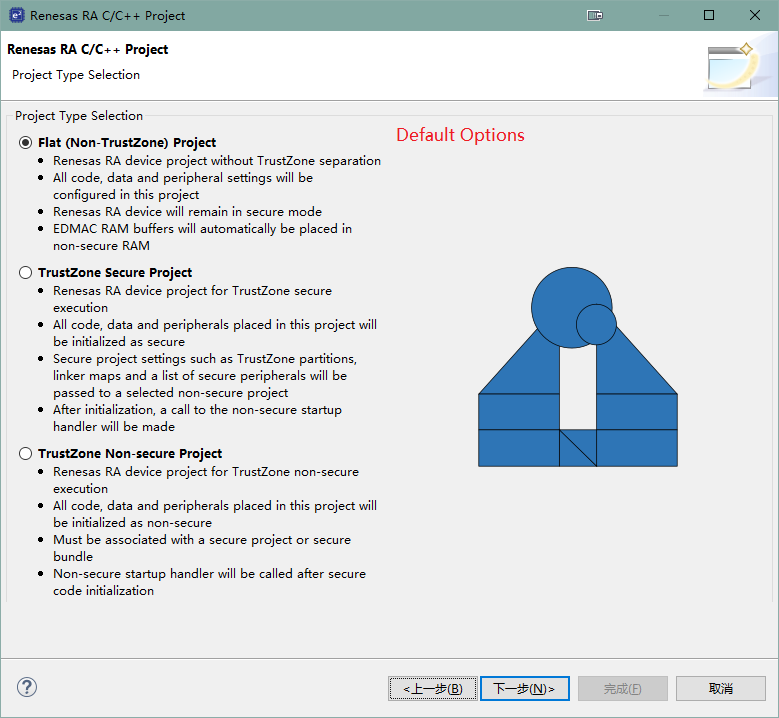 Renesas RA C/C++ Project
Renesas RA C/C++ Project
Project Type Selection
Project Type Selection
Default Options
Flat (Non-TrustZone) Project
Renesas RA device project without TrustZone separation
All code, data and peripheral settings will be
configured in this project
Renesas RA device will remain in secure mode
EDMAC RAM buffers will automatically be placed in
non-secure RAM
TrustZone Secure Project
Renesas RA device project for TrustZone secure
execution
All code, data and peripherals placed in this project will
be initialized as secure
Secure project settings such as TrustZone partitions,
linker maps and a list of secure peripherals will be
passed to a selected non-secure project
After initialization, a call to the non-secure startup
handler will be made
TrustZone Non-secure Project
Renesas RA device project for TrustZone non-secure
execution
All code, data and peripherals placed in this project will
be initialized as non-secure
Must be associated with a secure project or secure
bundle
Non-secure startup handler will be called after secure
code initialization
?
<上一步(B) 下一步(N)> 完成(F) 取消